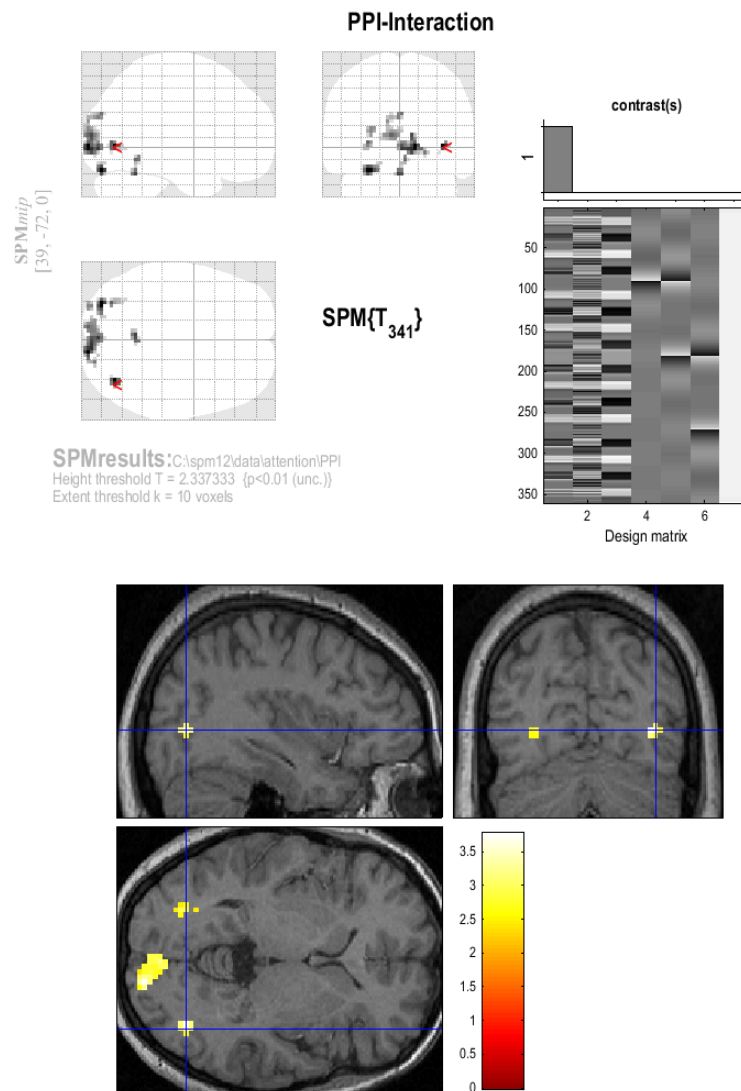 PPI-Interaction
SPMmip
[39, -72, 0]
<
<
<
SPM{T341}
SPMresults: C:\spm12\data\attention\PPI
Height threshold T = 2.337333 {p<0.01 (unc.)}
Extent threshold k = 10 voxels
contrast(s)
1
50
100
150
200
250
300
350
2 4 6
Design matrix
3.5
3
2.5
2
1.5
1
0.5
0